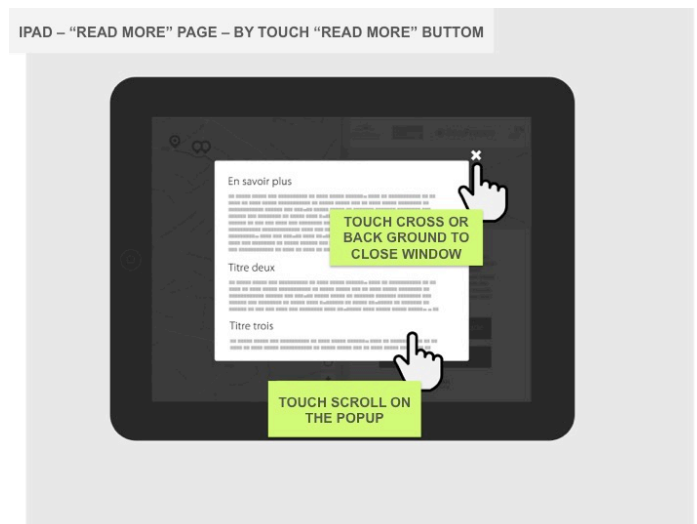 IPAD – “READ MORE” PAGE – BY TOUCH “READ MORE” BUTTOM
En savoir plus
TOUCH CROSS OR
BACK GROUND TO
CLOSE WINDOW
Titre deux
Titre trois
TOUCH SCROLL ON
THE POPUP